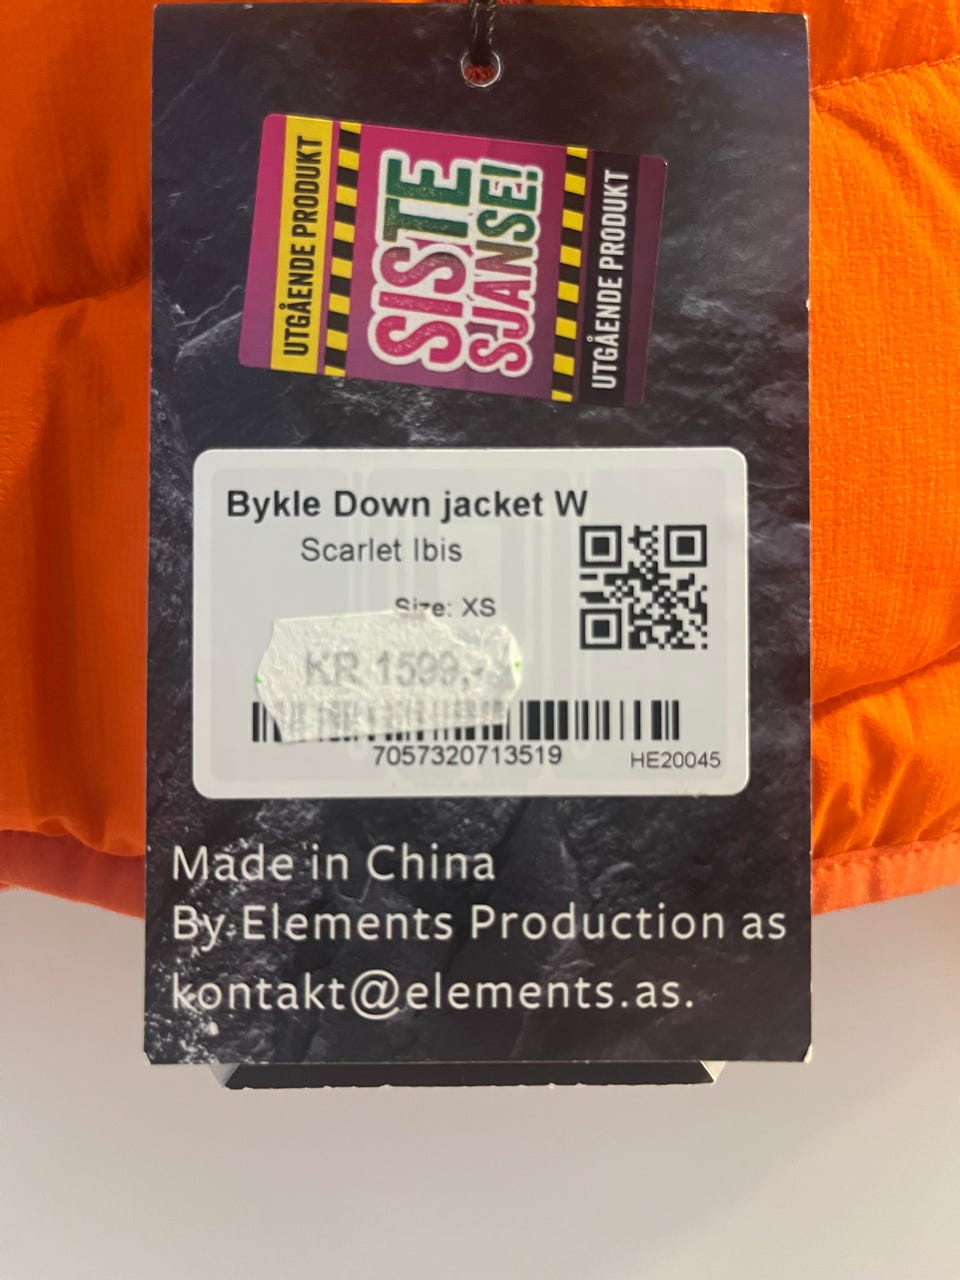 UTGÅENDE PRODUKT
SISTE
SJANSE!
UTGÅENDE PRODUKT
Bykle Down jacket W
Scarlet Ibis
Size: XS
KR 1599,-
7057320713519
HE20045
Made in China
By Elements Production as
kontakt@elements.as.